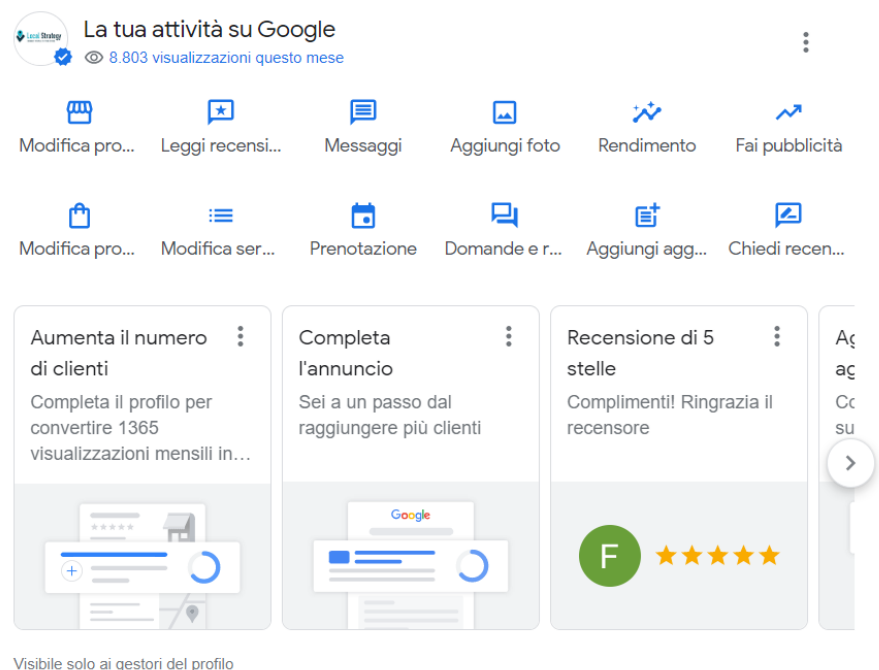 Local Strategy
La tua attività su Google
8.803 visualizzazioni questo mese
Modifica pro... Leggi recensi... Messaggi Aggiungi foto Rendimento Fai pubblicità
Modifica pro... Modifica ser... Prenotazione Domande e r... Aggiungi agg... Chiedi recen...
Aumenta il numero
di clienti
Completa il profilo per
convertire 1365
visualizzazioni mensili in...
Completa
l'annuncio
Sei a un passo dal
raggiungere più clienti
Google
Recensione di 5
stelle
Complimenti! Ringrazia il
recensore
F
Visibile solo ai gestori del profilo